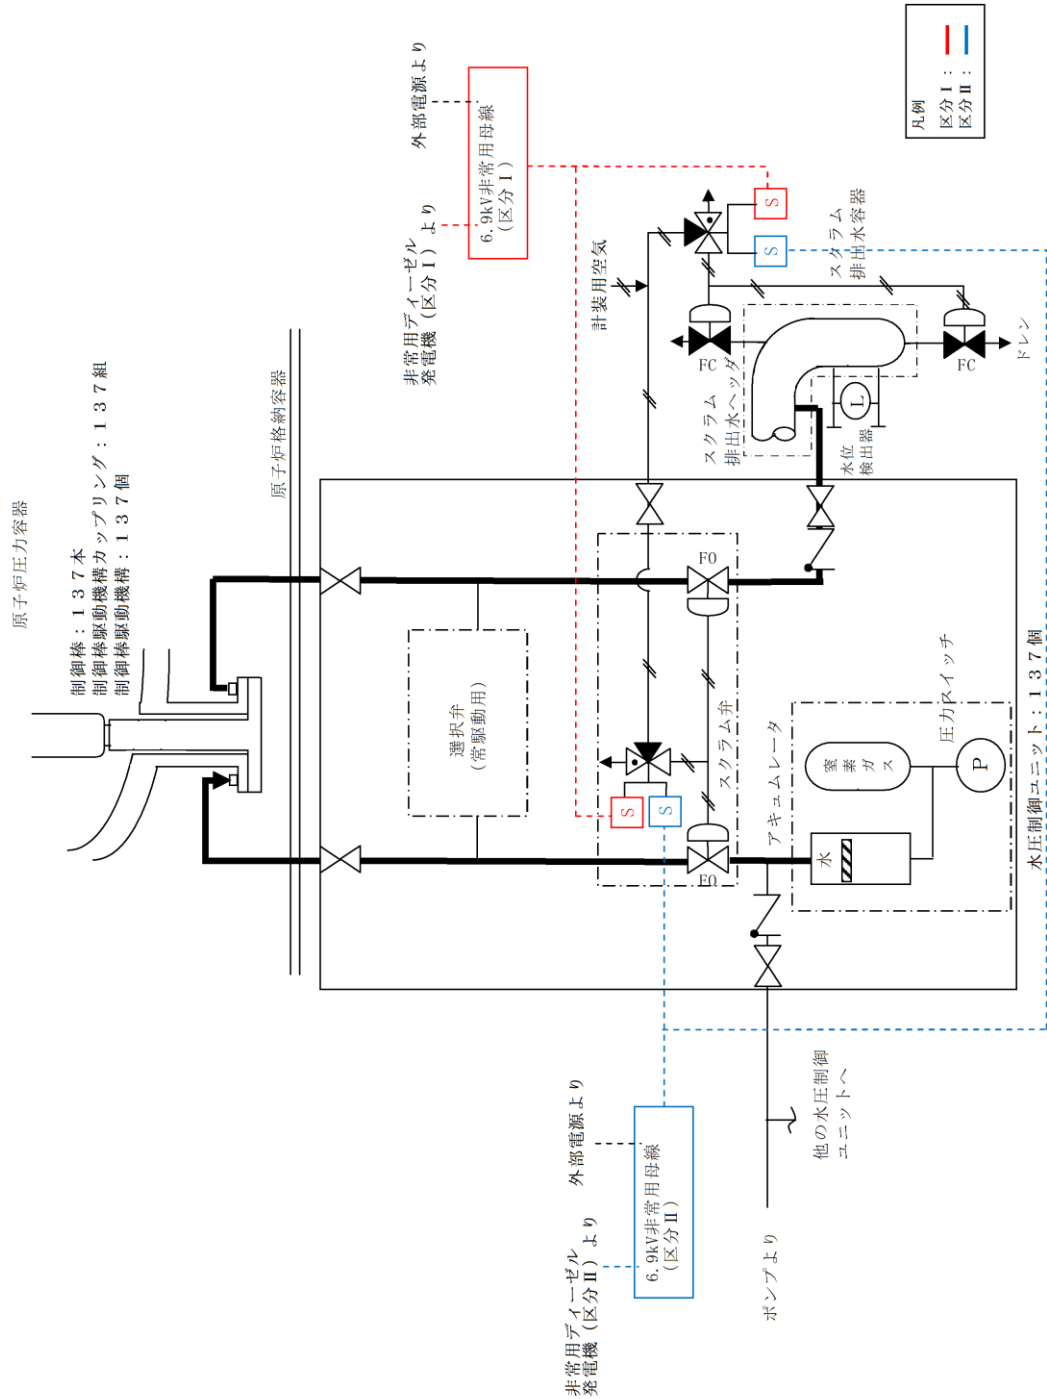 原子炉圧力容器
制御棒：１３７本
制御棒駆動機構カップリング：１３７組
制御棒駆動機構：１３７個
原子炉格納容器
非常用ディーゼル
発電機（区分Ⅰ）より
外部電源より
6.9kV非常用母線
（区分Ⅰ）
凡例
区分Ⅰ：
区分Ⅱ：
選択弁
（常駆動用）
計装用空気
S
S
スクラム
排出水容器
スクラム
排出水ヘッダ
FC
FC
ドレン
L
水位
検出器
FO
FO
S
S
スクラム弁
アキュムレータ
水
窒
素
ガ
ス
圧力スイッチ
P
水圧制御ユニット：１３７個
非常用ディーゼル
発電機（区分Ⅱ）より
外部電源より
6.9kV非常用母線
（区分Ⅱ）
ポンプより
他の水圧制御
ユニットへ